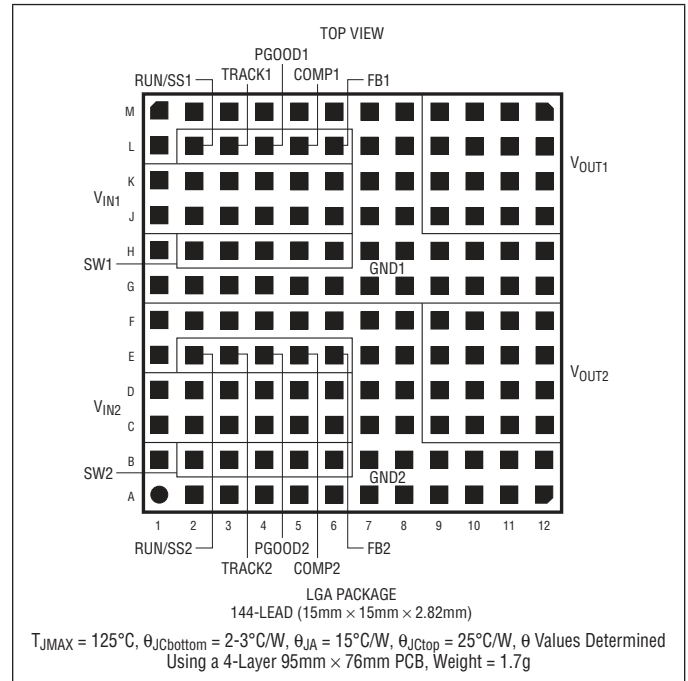 TOP VIEW
PGOOD1
RUN/SS1 TRACK1 COMP1 FB1
M
L
VOUT1
K
VIN1
J
H
SW1
GND1
G
F
E
VOUT2
D
VIN2
C
B
SW2
GND2
A
1 2 3 4 5 6 7 8 9 10 11 12
RUN/SS2 PGOOD2 FB2
TRACK2 COMP2
LGA PACKAGE
144-LEAD (15mm × 15mm × 2.82mm)
TJMAX = 125°C, θJCbottom = 2-3°C/W, θJA = 15°C/W, θJCtop = 25°C/W, θ Values Determined
Using a 4-Layer 95mm × 76mm PCB, Weight = 1.7g